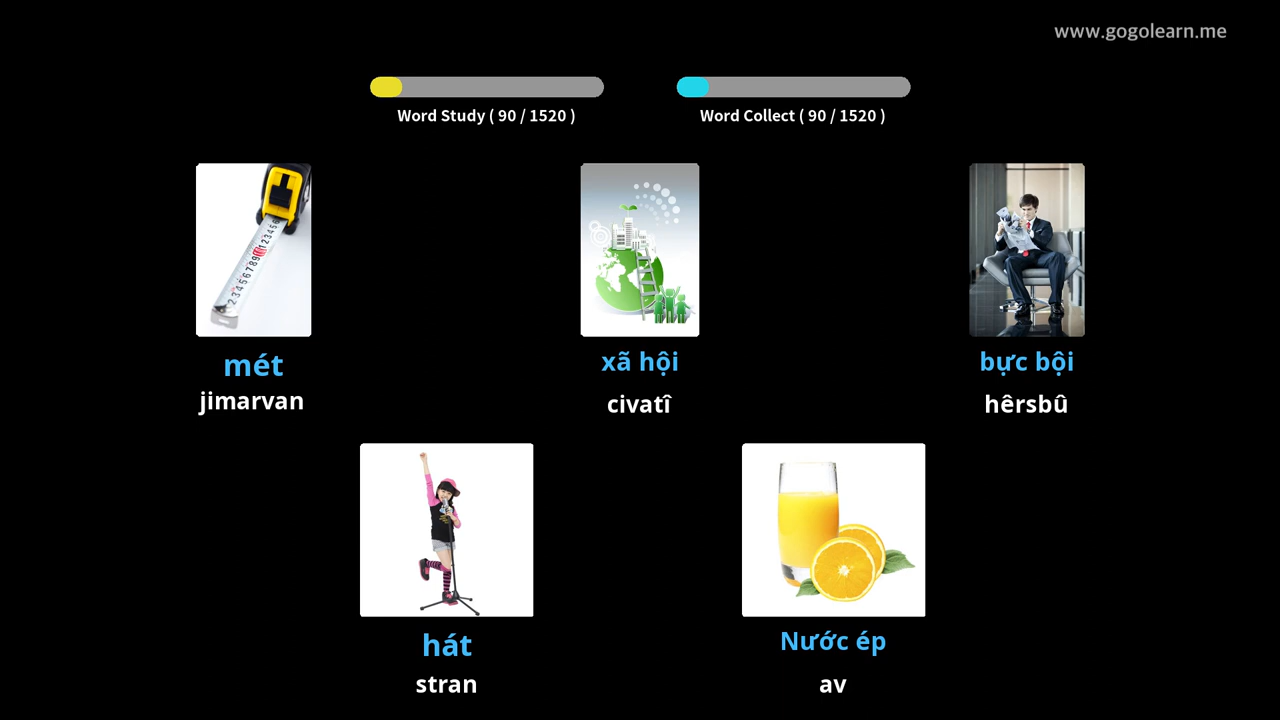 www.gogolearn.me
Word Study ( 90 / 1520 )
Word Collect ( 90 / 1520 )
mét
jimarvan
xã hội
civatî
bực bội
hêrsbû
hát
stran
Nước ép
av